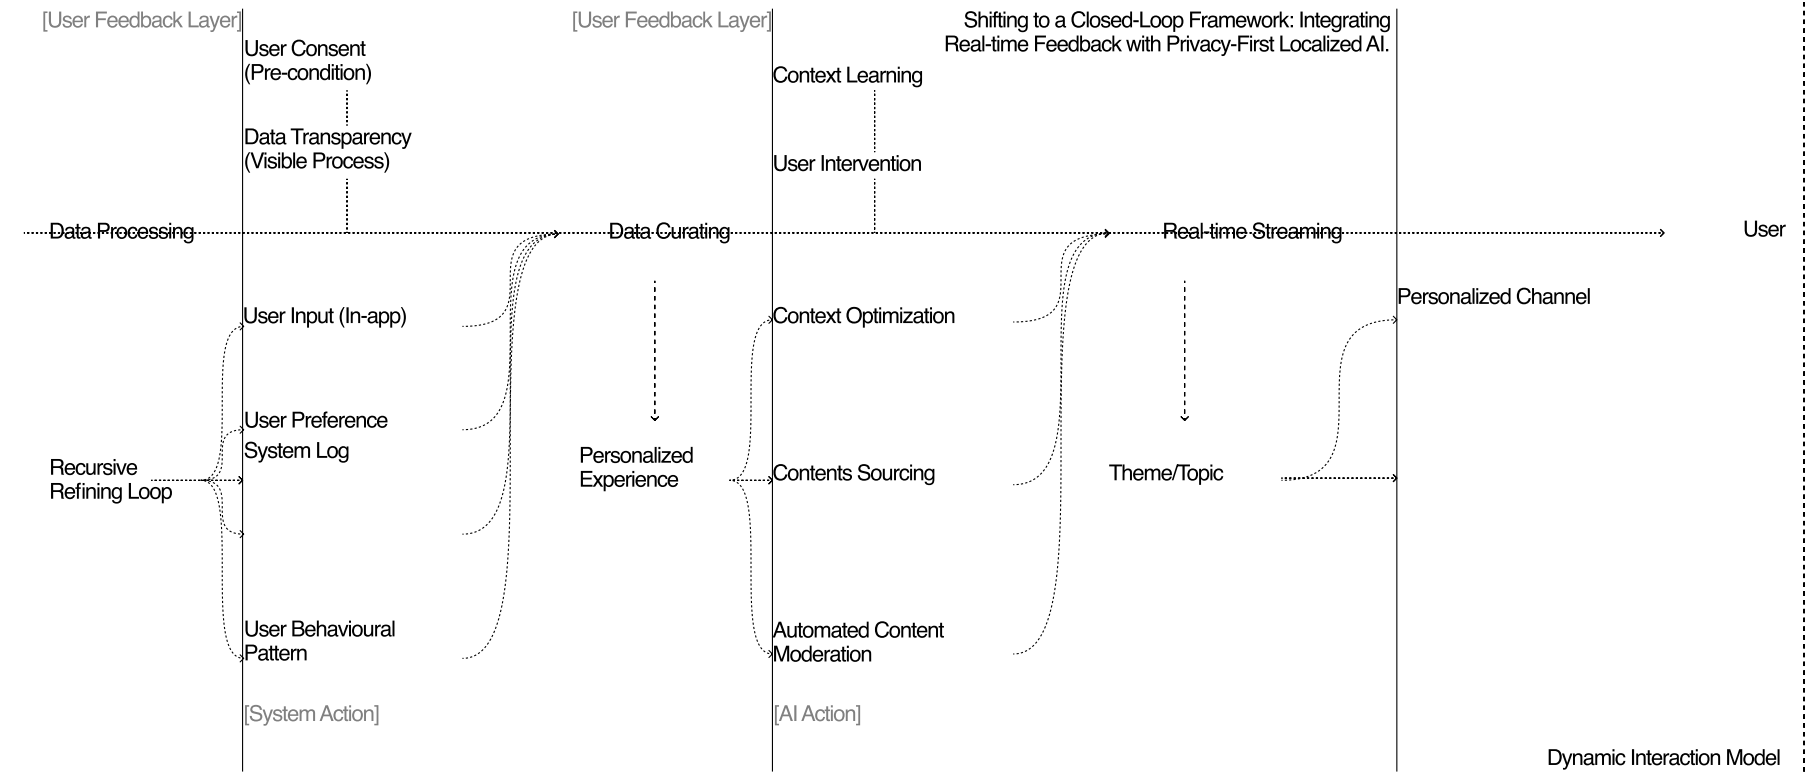 [User Feedback Layer]
[User Feedback Layer]
Shifting to a Closed-Loop Framework: Integrating
Real-time Feedback with Privacy-First Localized AI.
User Consent
(Pre-condition)
Context Learning
Data Transparency
(Visible Process)
User Intervention
Data Processing
Data Curating
Real-time Streaming
User
Personalized Channel
User Input (In-app)
Context Optimization
User Preference
System Log
Recursive
Refining Loop
Personalized
Experience
Contents Sourcing
Theme/Topic
User Behavioural
Pattern
Automated Content
Moderation
[System Action]
[AI Action]
Dynamic Interaction Model